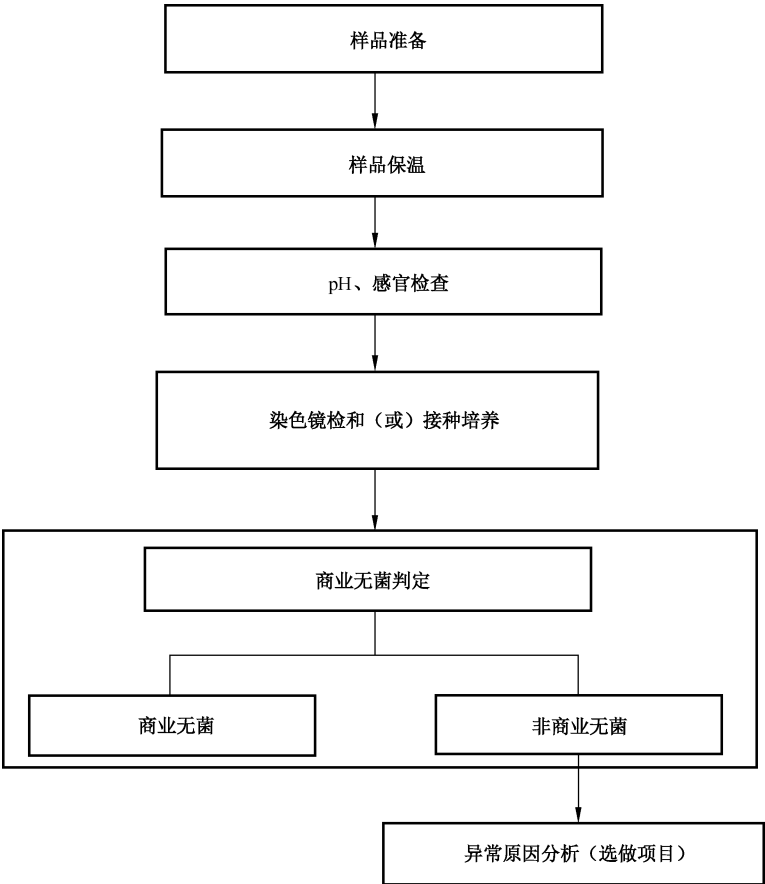 样品准备
样品保温
pH、感官检查
染色镜检和（或）接种培养
商业无菌判定
商业无菌
非商业无菌
异常原因分析（选做项目）